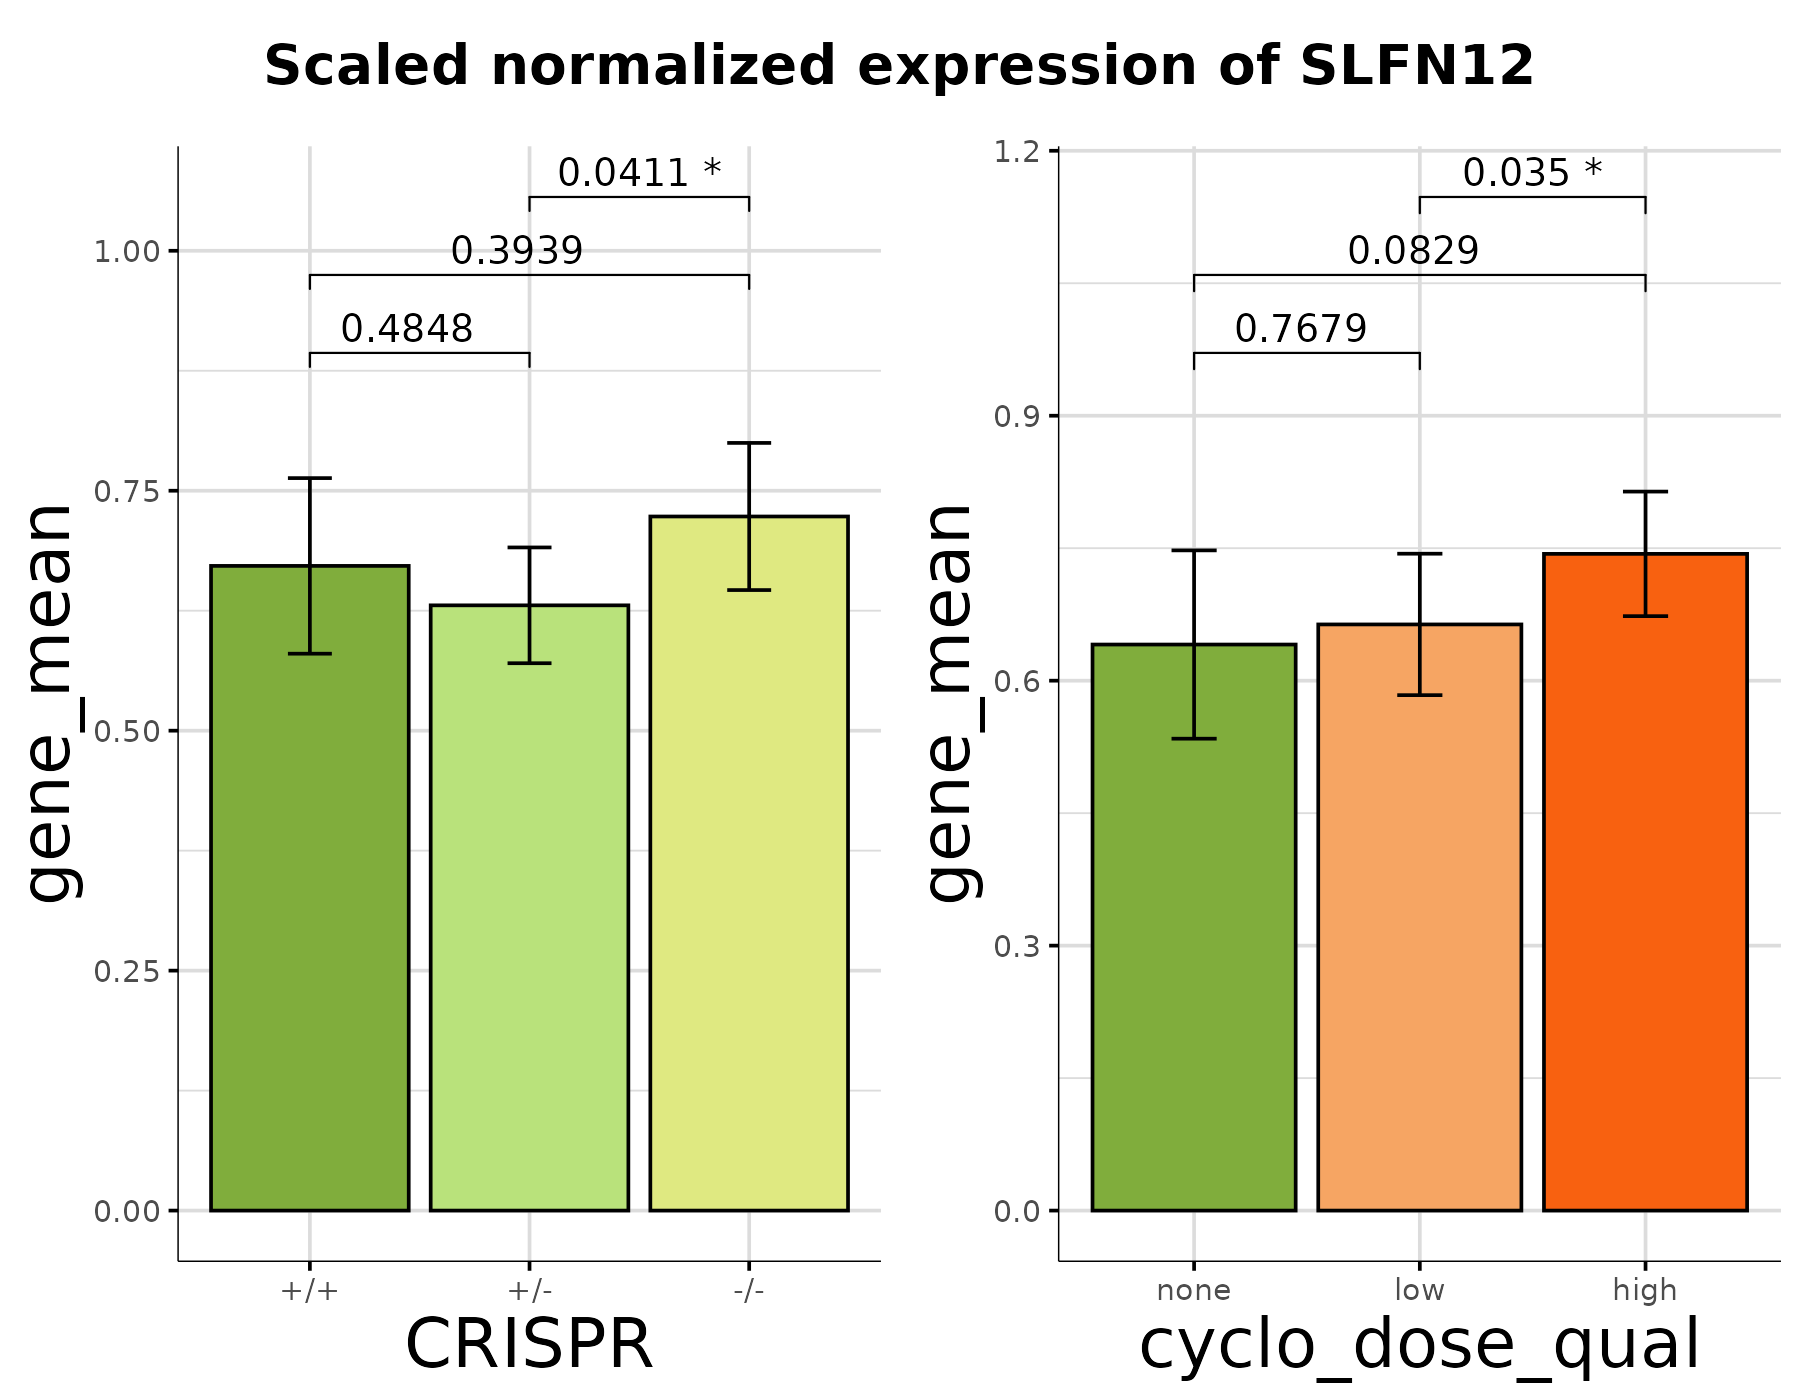 Scaled normalized expression of SLFN12
gene_mean
1.00
0.75
0.50
0.25
0.00
0.0411 *
0.3939
0.4848
+/+
+/-
-/-
CRISPR
gene_mean
1.2
0.9
0.6
0.3
0.0
0.035 *
0.0829
0.7679
none
low
high
cyclo_dose_qual